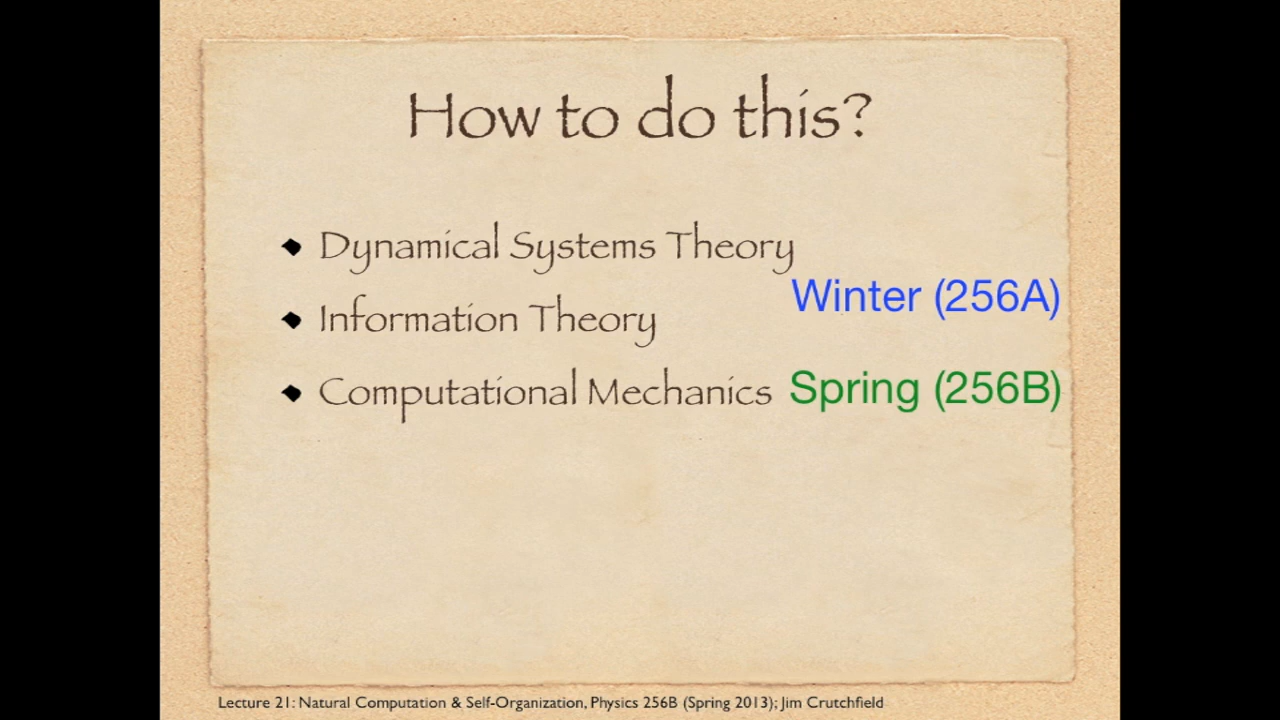 How to do this?
Dynamical Systems Theory
Winter (256A)
Information Theory
Computational Mechanics Spring (256B)
Lecture 21: Natural Computation & Self-Organization, Physics 256B (Spring 2013); Jim Crutchfield